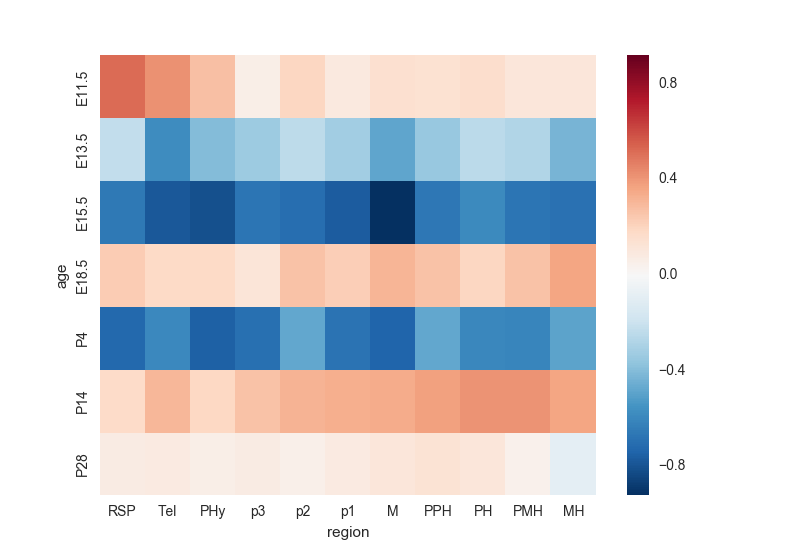 E11.5
E13.5
E15.5
E18.5
P4
P14
P28
age
RSP Tel PHy p3 p2 p1 M PPH PH PMH MH
region
0.8
0.4
0.0
−0.4
−0.8